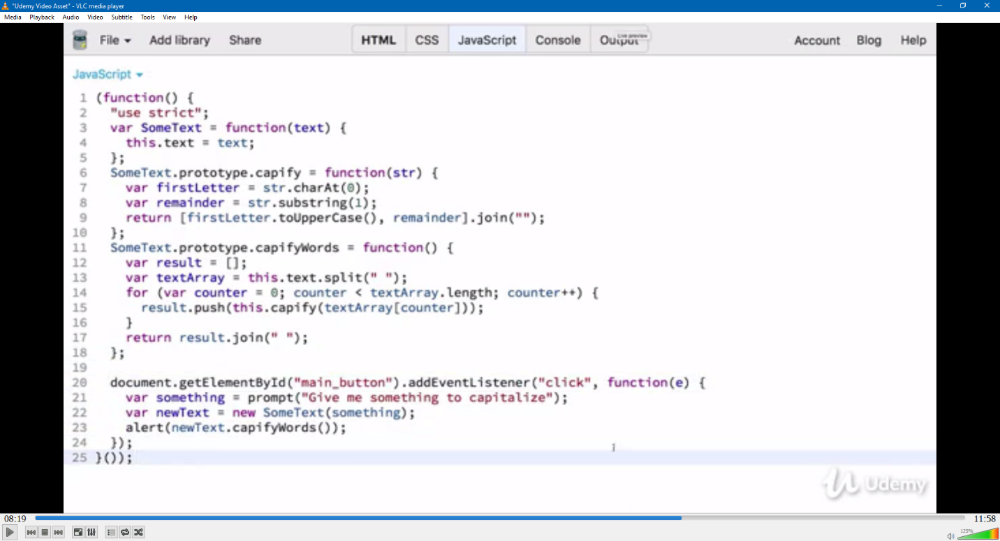 "Udemy Video Asset" - VLC media player
Media Playback Audio Video Subtitle Tools View Help
File Add library Share HTML CSS JavaScript Console Output Live preview Account Blog Help
JavaScript
1 (function() {
2 "use strict";
3 var SomeText = function(text) {
4 this.text = text;
5 };
6 SomeText.prototype.capify = function(str) {
7 var firstLetter = str.charAt(0);
8 var remainder = str.substring(1);
9 return [firstLetter.toUpperCase(), remainder].join("");
10 };
11 SomeText.prototype.capifyWords = function() {
12 var result = [];
13 var textArray = this.text.split(" ");
14 for (var counter = 0; counter < textArray.length; counter++) {
15 result.push(this.capify(textArray[counter]));
16 }
17 return result.join(" ");
18 };
19
20 document.getElementById("main_button").addEventListener("click", function(e) {
21 var something = prompt("Give me something to capitalize");
22 var newText = new SomeText(something);
23 alert(newText.capifyWords());
24 });
25 }());
Udemy
08:19 11:58
125%